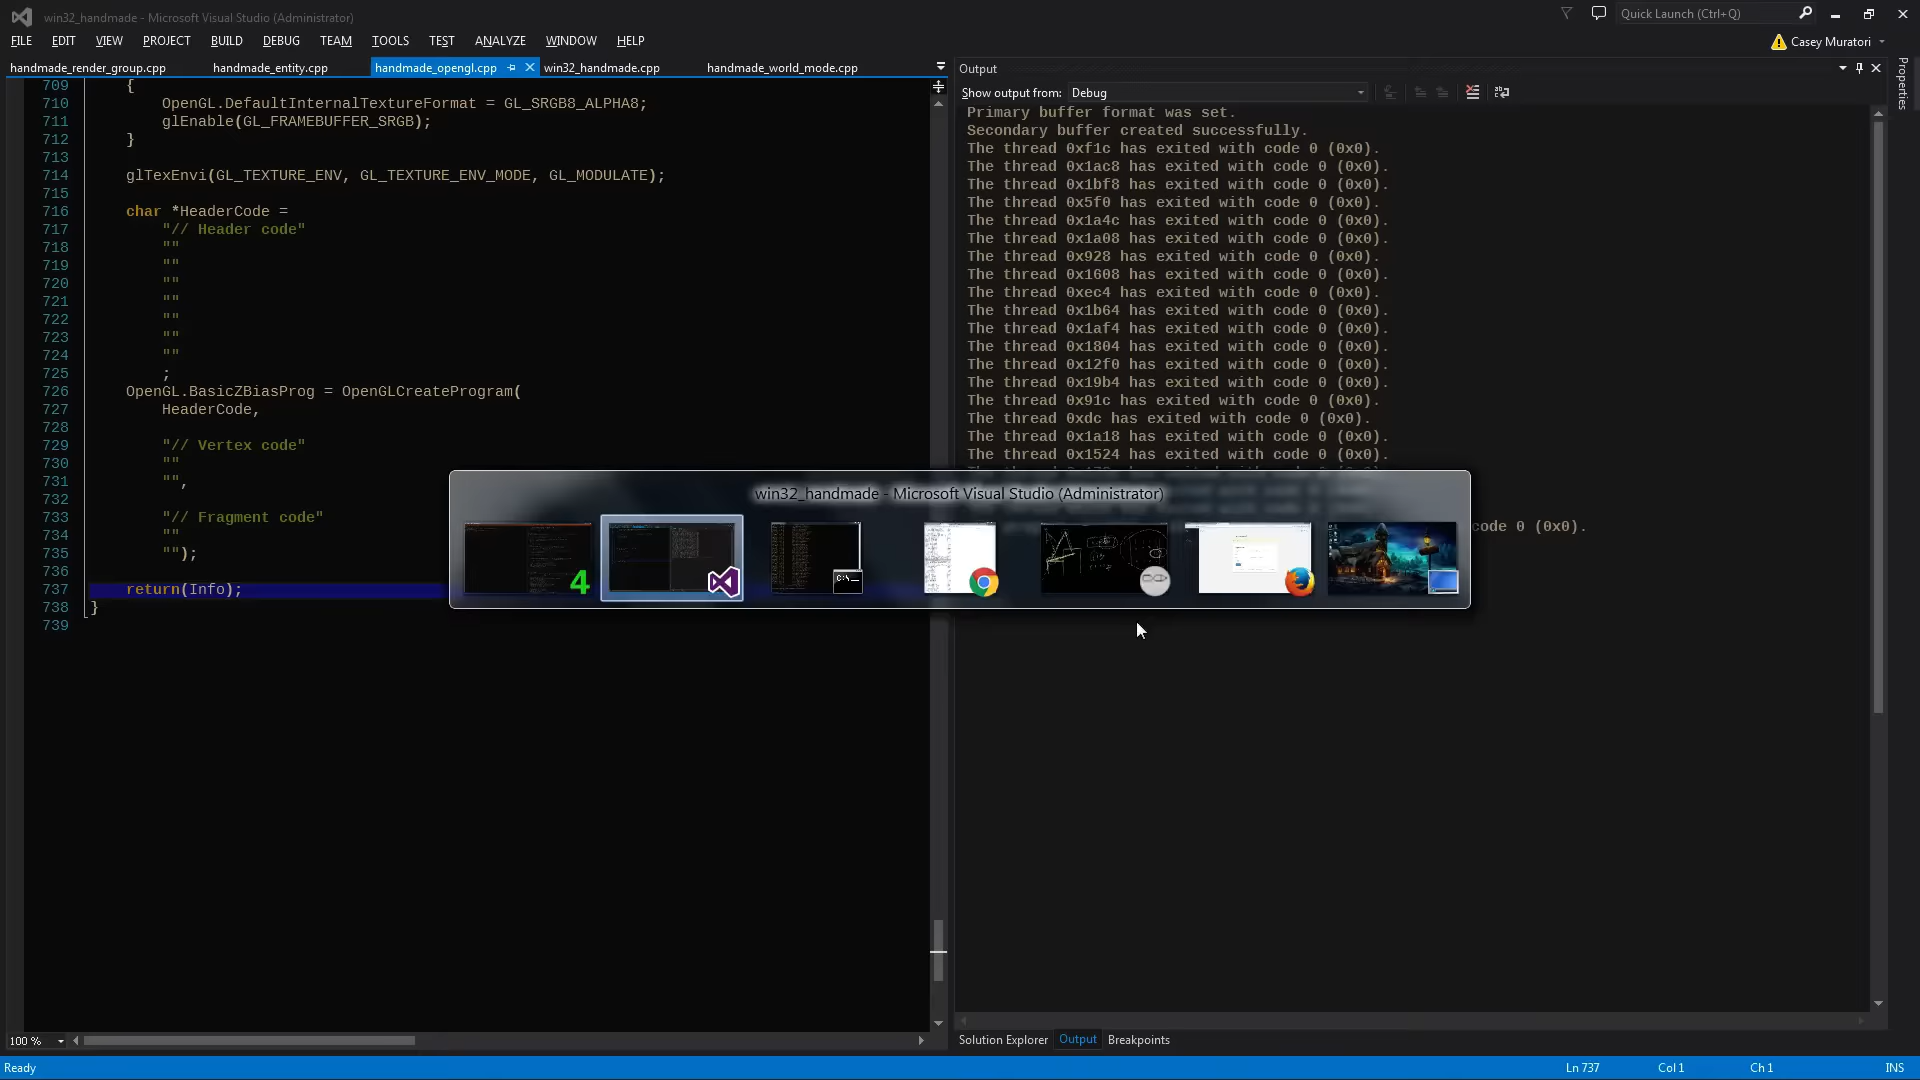 win32_handmade - Microsoft Visual Studio (Administrator)
Quick Launch (Ctrl+Q)
FILE EDIT VIEW PROJECT BUILD DEBUG TEAM TOOLS TEST ANALYZE WINDOW HELP
Casey Muratori
handmade_render_group.cpp handmade_entity.cpp handmade_opengl.cpp win32_handmade.cpp handmade_world_mode.cpp
709 {
710 OpenGL.DefaultInternalTextureFormat = GL_SRGB8_ALPHA8;
711 glEnable(GL_FRAMEBUFFER_SRGB);
712 }
713
714 glTexEnvi(GL_TEXTURE_ENV, GL_TEXTURE_ENV_MODE, GL_MODULATE);
715
716 char *HeaderCode =
717 "// Header code"
718 ""
719 ""
720 ""
721 ""
722 ""
723 ""
724 ""
725 ;
726 OpenGL.BasicZBiasProg = OpenGLCreateProgram(
727 HeaderCode,
728
729 "// Vertex code"
730 ""
731 "",
732
733 "// Fragment code"
734 ""
735 "");
736
737 return(Info);
738 }
739
100 %
Output
Show output from: Debug
Primary buffer format was set.
Secondary buffer created successfully.
The thread 0xf1c has exited with code 0 (0x0).
The thread 0x1ac8 has exited with code 0 (0x0).
The thread 0x1bf8 has exited with code 0 (0x0).
The thread 0x5f0 has exited with code 0 (0x0).
The thread 0x1a4c has exited with code 0 (0x0).
The thread 0x1a08 has exited with code 0 (0x0).
The thread 0x928 has exited with code 0 (0x0).
The thread 0x1608 has exited with code 0 (0x0).
The thread 0xec4 has exited with code 0 (0x0).
The thread 0x1b64 has exited with code 0 (0x0).
The thread 0x1af4 has exited with code 0 (0x0).
The thread 0x1804 has exited with code 0 (0x0).
The thread 0x12f0 has exited with code 0 (0x0).
The thread 0x19b4 has exited with code 0 (0x0).
The thread 0x91c has exited with code 0 (0x0).
The thread 0xdc has exited with code 0 (0x0).
The thread 0x1a18 has exited with code 0 (0x0).
The thread 0x1524 has exited with code 0 (0x0).
code 0 (0x0).
win32_handmade - Microsoft Visual Studio (Administrator)
4
C:\
Properties
Solution Explorer Output Breakpoints
Ready
Ln 737 Col 1 Ch 1 INS